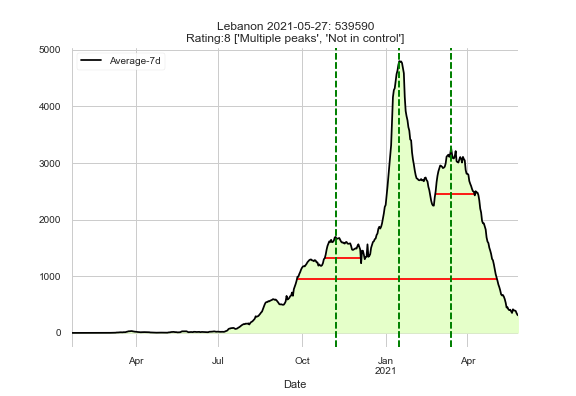 Lebanon 2021-05-27: 539590
Rating:8 ['Multiple peaks', 'Not in control']
Average-7d
5000
4000
3000
2000
1000
0
Apr
Jul
Oct
Jan
2021
Apr
Date